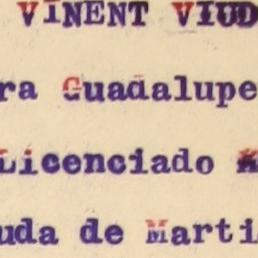 VINENT VIUD
ra Guadalupe
Licenciado
uda de Marti